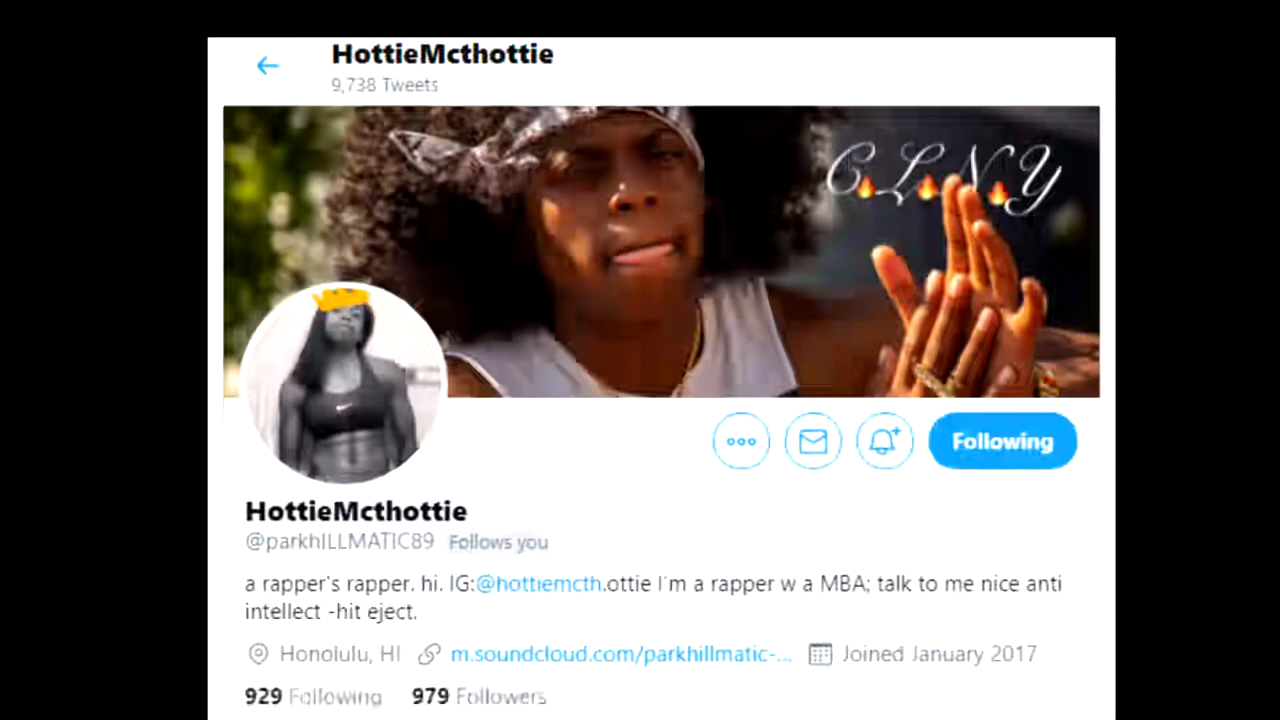 HottieMcthottie
9,738 Tweets
C L N Y
Following
HottieMcthottie
@parkhILLMATIC89 Follows you
a rapper's rapper. hi. IG:@hottiemcth.ottie I'm a rapper w a MBA; talk to me nice anti
intellect -hit eject.
Honolulu, HI m.soundcloud.com/parkhillmatic-... Joined January 2017
929 Following 979 Followers